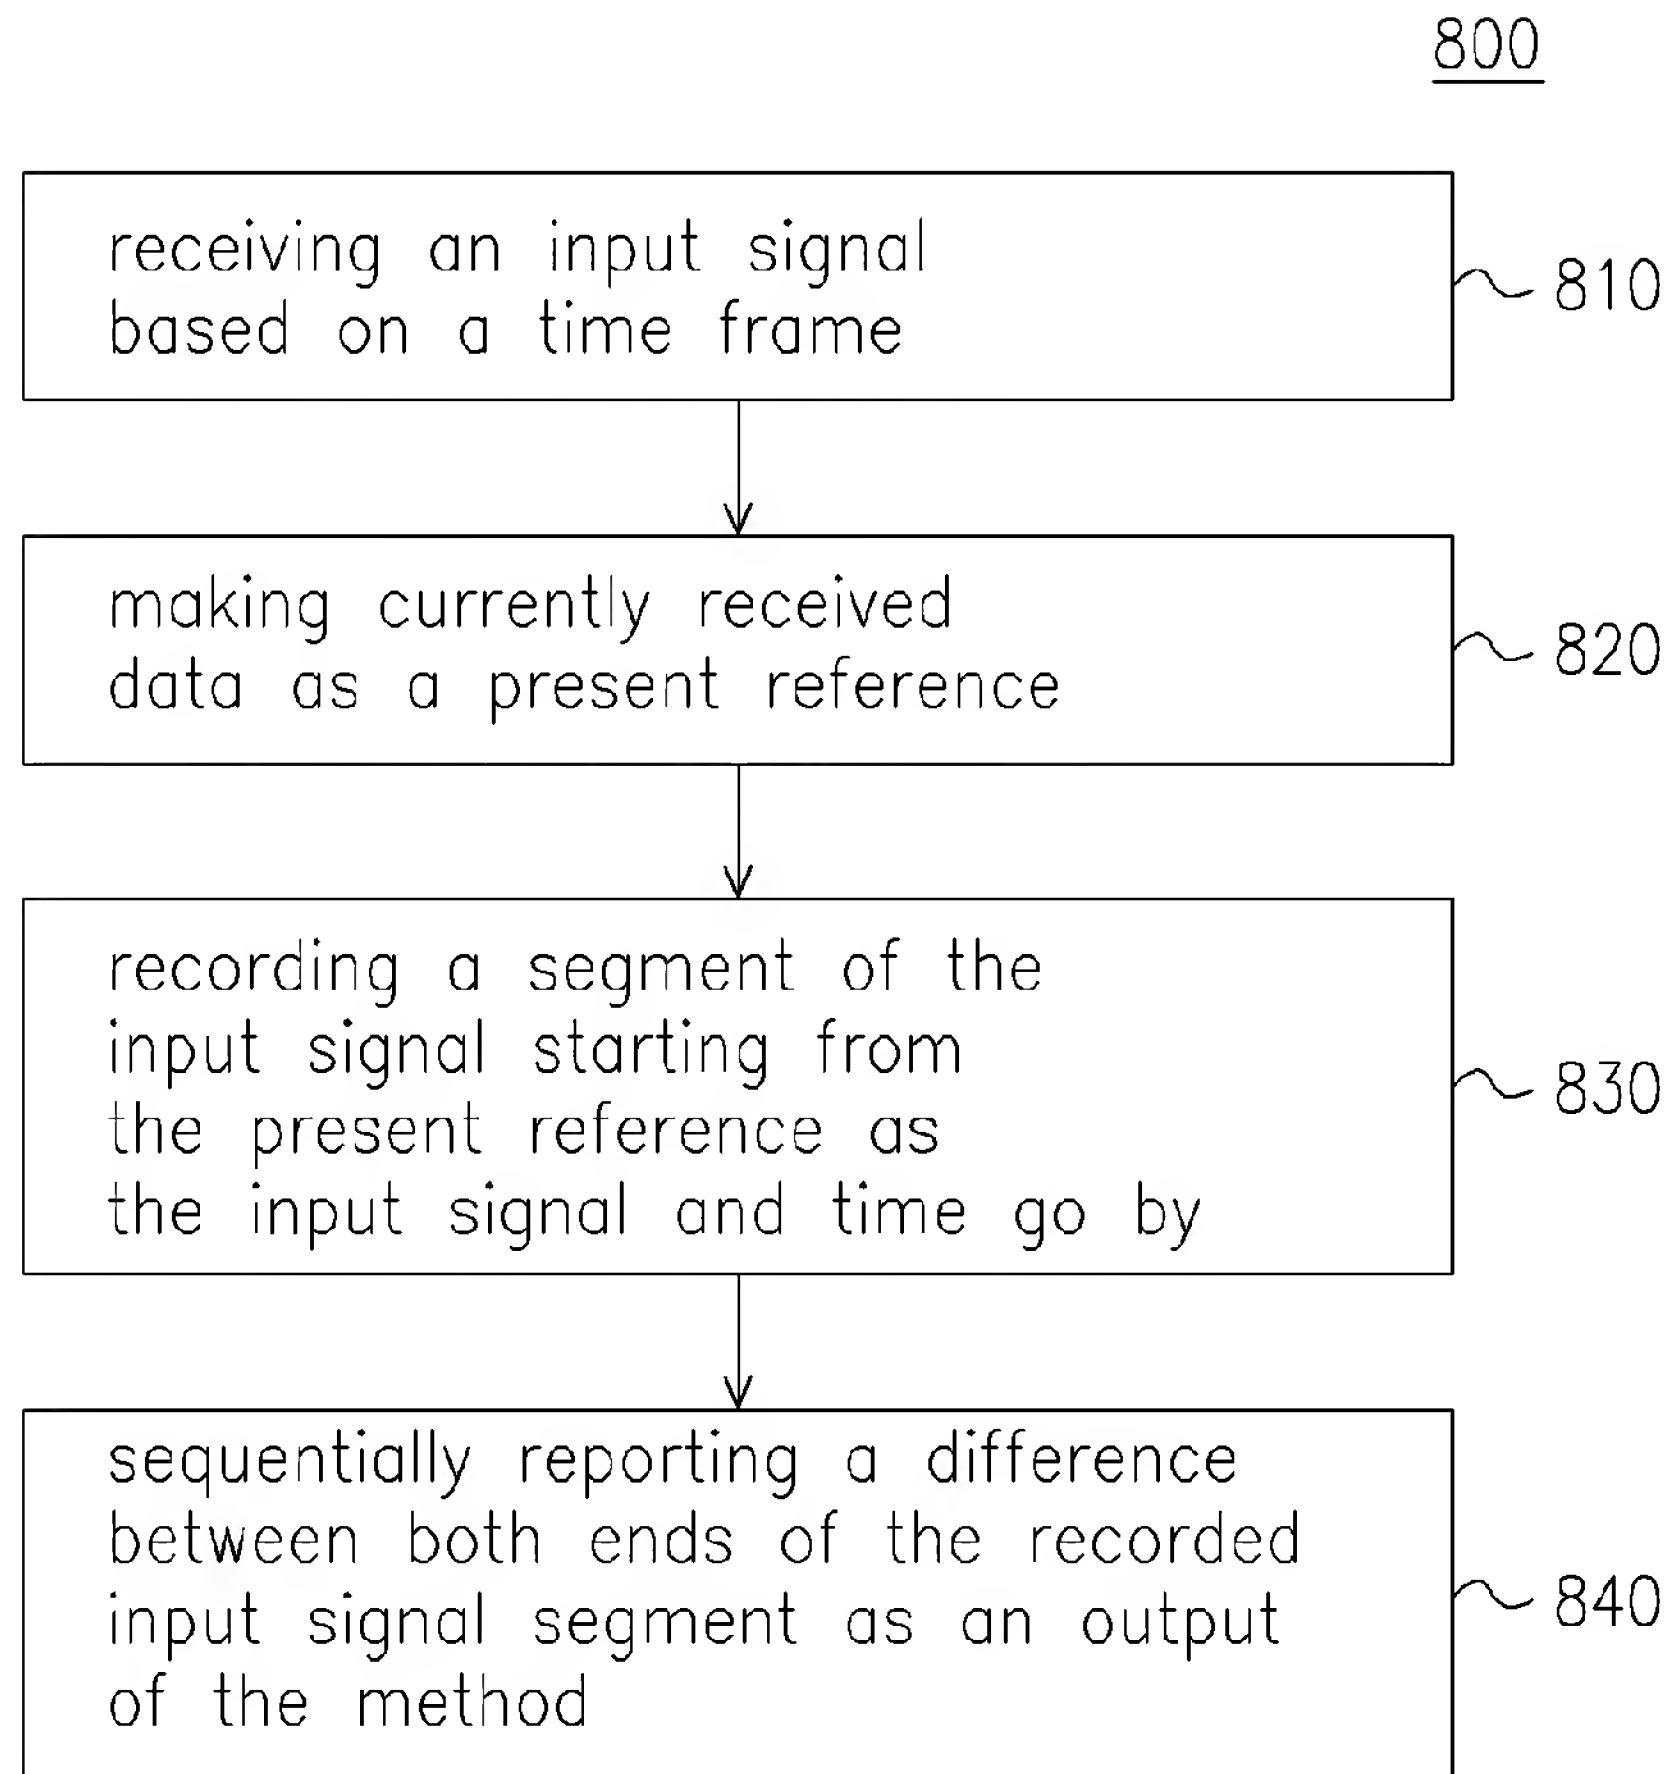 800
receiving an input signal
based on a time frame
810
making currently received
data as a present reference
820
recording a segment of the
input signal starting from
the present reference as
the input signal and time go by
830
sequentially reporting a difference
between both ends of the recorded
input signal segment as an output
of the method
840